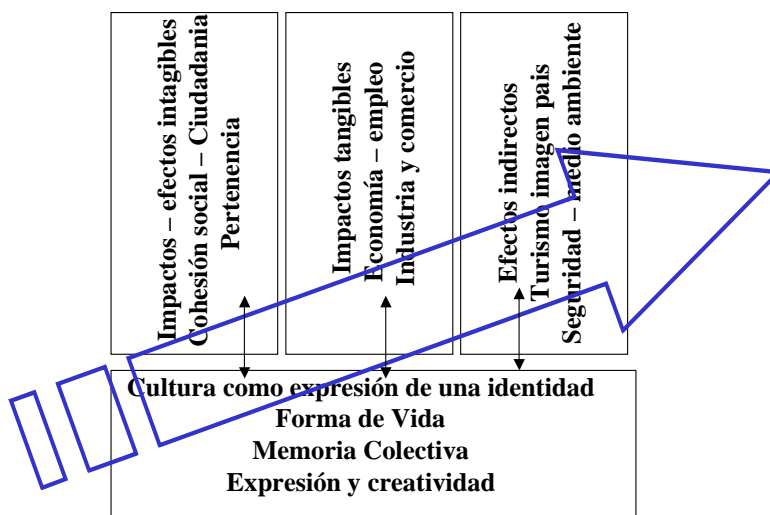 Impactos – efectos intagibles
Cohesión social – Ciudadania
Pertenencia
Impactos tangibles
Economía – empleo
Industria y comercio
Efectos indirectos
Turismo imagen pais
Seguridad – medio ambiente
Cultura como expresión de una identidad
Forma de Vida
Memoria Colectiva
Expresión y creatividad